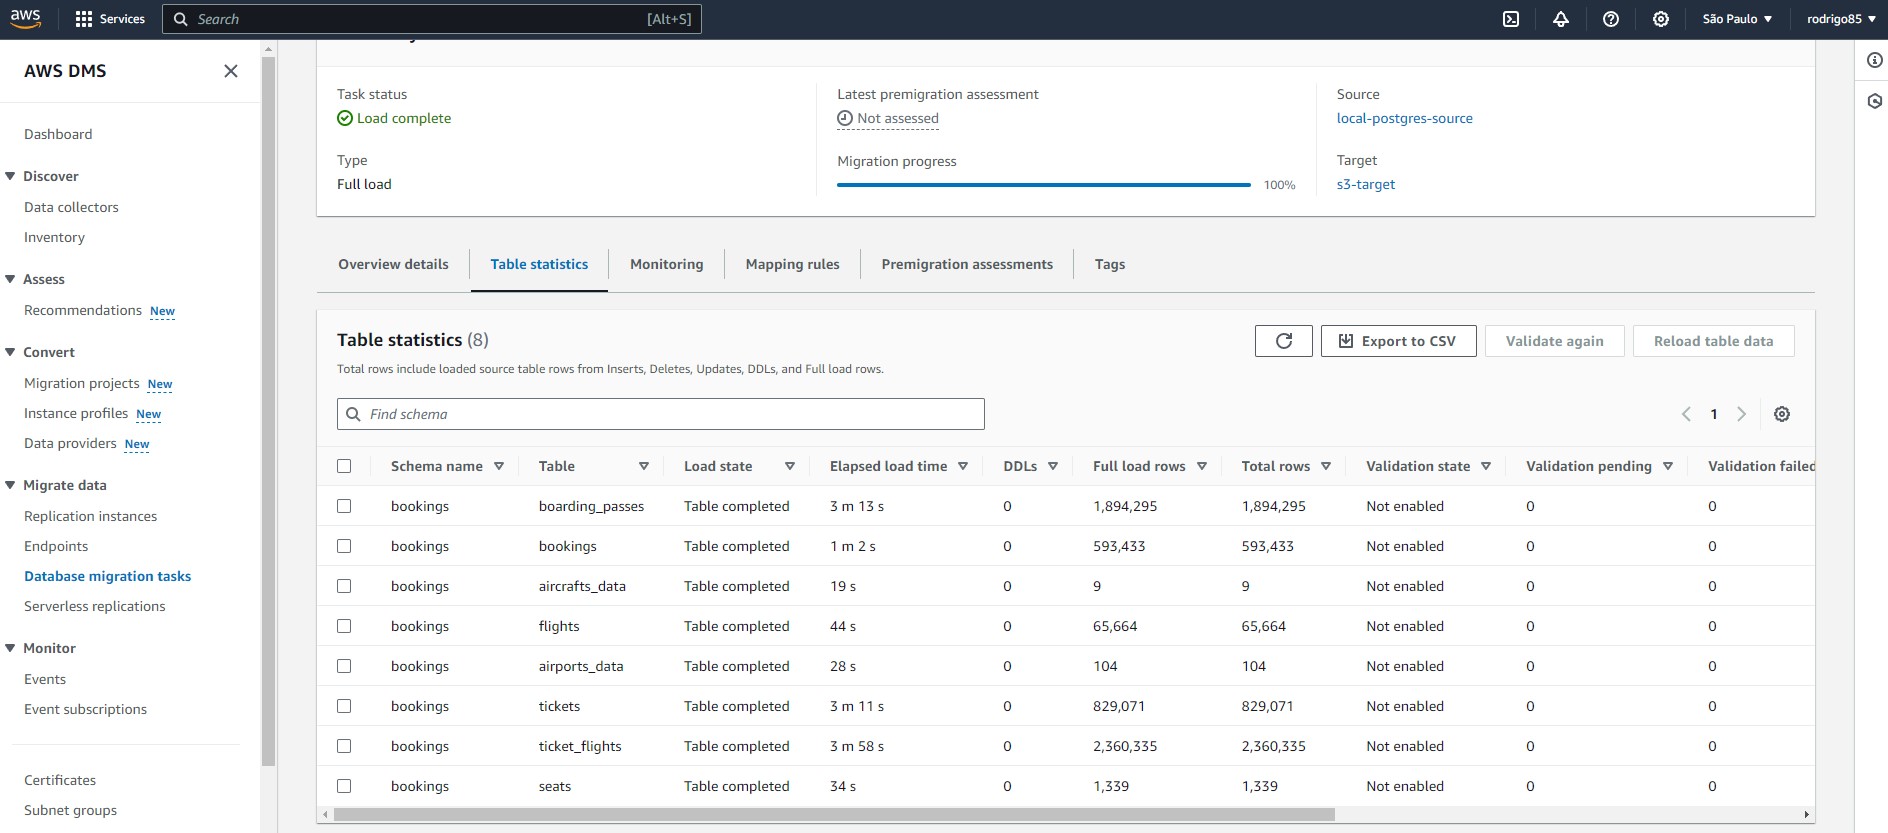 aws Services Search [Alt+S] São Paulo ▼ rodrigo85 ▼
AWS DMS
Dashboard
Discover
Data collectors
Inventory
Assess
Recommendations New
Convert
Migration projects New
Instance profiles New
Data providers New
Migrate data
Replication instances
Endpoints
Database migration tasks
Serverless replications
Monitor
Events
Event subscriptions
Certificates
Subnet groups
Task status
Load complete
Type
Full load
Latest premigration assessment
Not assessed
Migration progress
100%
Source
local-postgres-source
Target
s3-target
Overview details Table statistics Monitoring Mapping rules Premigration assessments Tags
Table statistics (8)
Export to CSV Validate again Reload table data
Total rows include loaded source table rows from Inserts, Deletes, Updates, DDLs, and Full load rows.
Find schema
1
Schema name Table Load state Elapsed load time DDLs Full load rows Total rows Validation state Validation pending Validation failed
bookings boarding_passes Table completed 3 m 13 s 0 1,894,295 1,894,295 Not enabled 0 0
bookings bookings Table completed 1 m 2 s 0 593,433 593,433 Not enabled 0 0
bookings aircrafts_data Table completed 19 s 0 9 9 Not enabled 0 0
bookings flights Table completed 44 s 0 65,664 65,664 Not enabled 0 0
bookings airports_data Table completed 28 s 0 104 104 Not enabled 0 0
bookings tickets Table completed 3 m 11 s 0 829,071 829,071 Not enabled 0 0
bookings ticket_flights Table completed 3 m 58 s 0 2,360,335 2,360,335 Not enabled 0 0
bookings seats Table completed 34 s 0 1,339 1,339 Not enabled 0 0